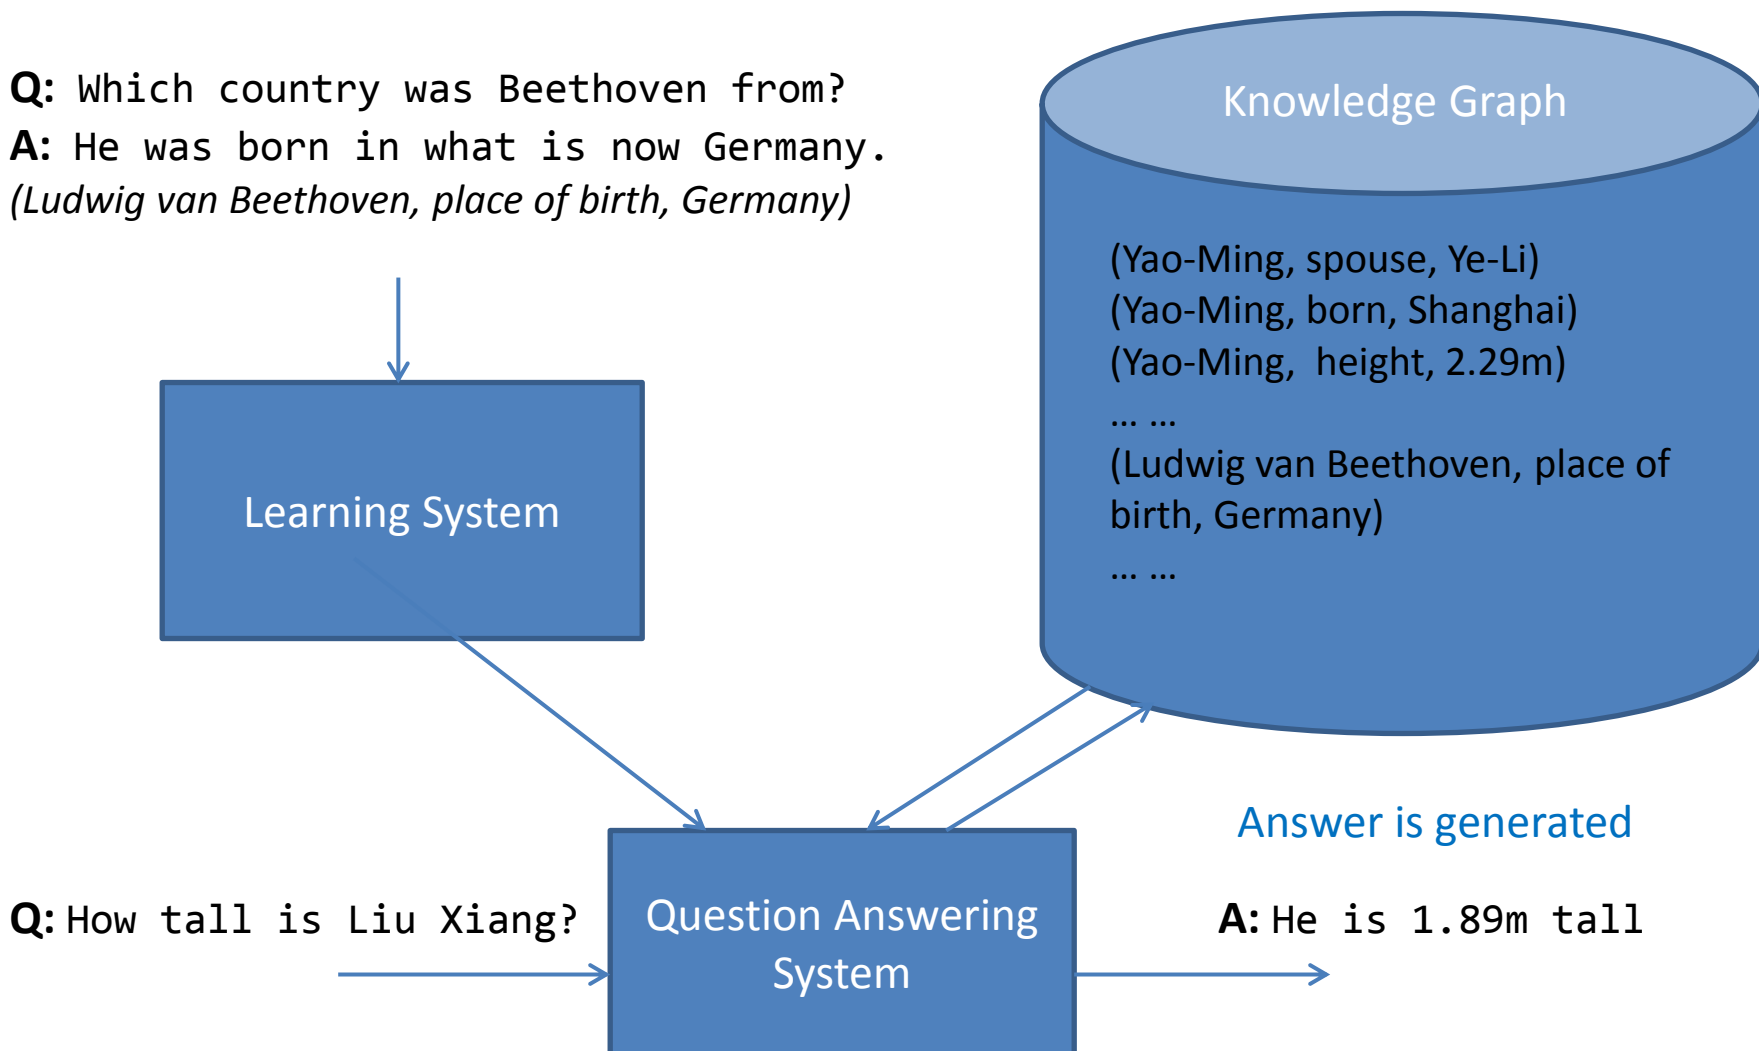 Q: Which country was Beethoven from?
A: He was born in what is now Germany.
(Ludwig van Beethoven, place of birth, Germany)
Knowledge Graph
(Yao-Ming, spouse, Ye-Li)
(Yao-Ming, born, Shanghai)
(Yao-Ming,  height, 2.29m)
... ...
(Ludwig van Beethoven, place of
birth, Germany)
... ...
Learning System
Answer is generated
Q: How tall is Liu Xiang?
Question Answering
System
A: He is 1.89m tall